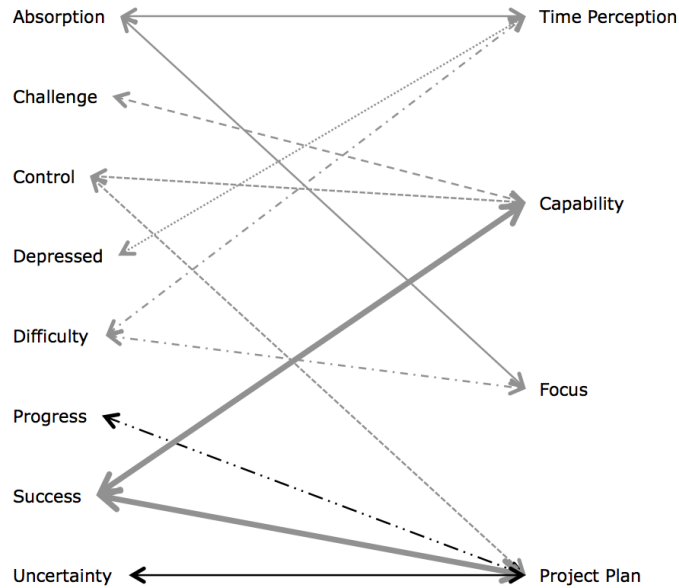 Absorption
Time Perception
Challenge
Control
Capability
Depressed
Difficulty
Focus
Progress
Success
Uncertainty
Project Plan